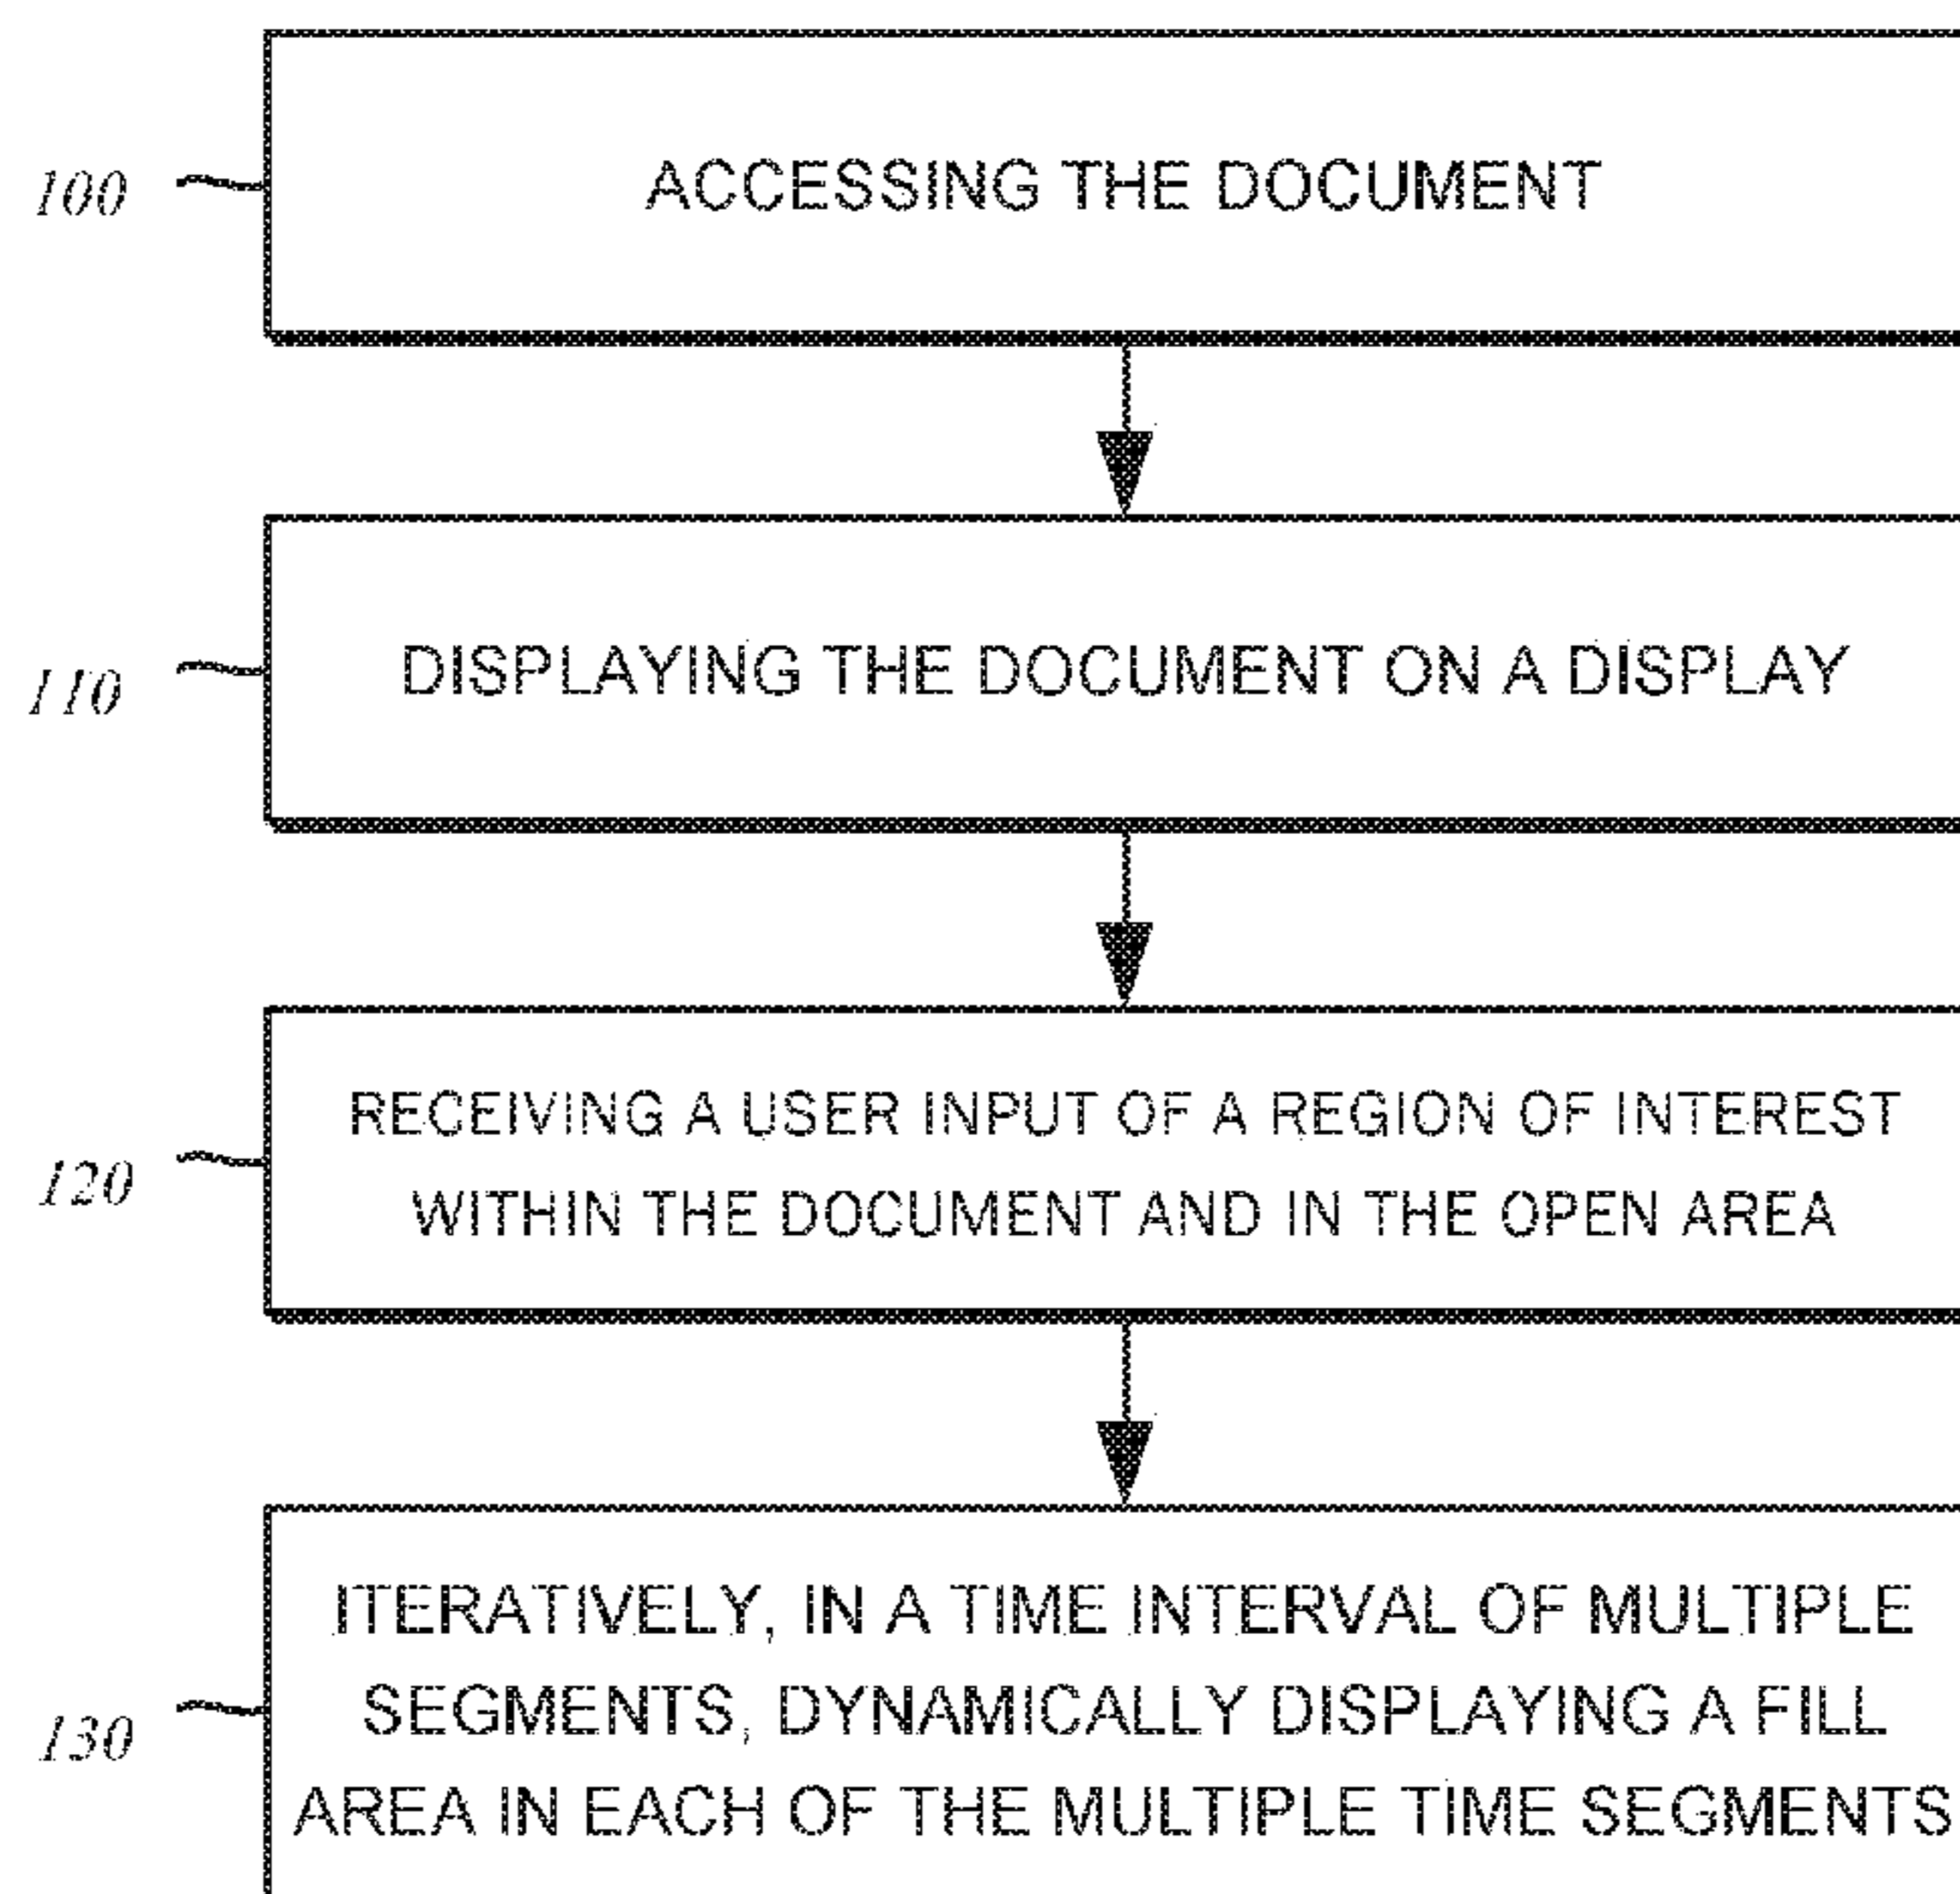 100
ACCESSING THE DOCUMENT
110
DISPLAYING THE DOCUMENT ON A DISPLAY
120
RECEIVING A USER INPUT OF A REGION OF INTEREST
WITHIN THE DOCUMENT AND IN THE OPEN AREA
130
ITERATIVELY, IN A TIME INTERVAL OF MULTIPLE
SEGMENTS, DYNAMICALLY DISPLAYING A FILL
AREA IN EACH OF THE MULTIPLE TIME SEGMENTS